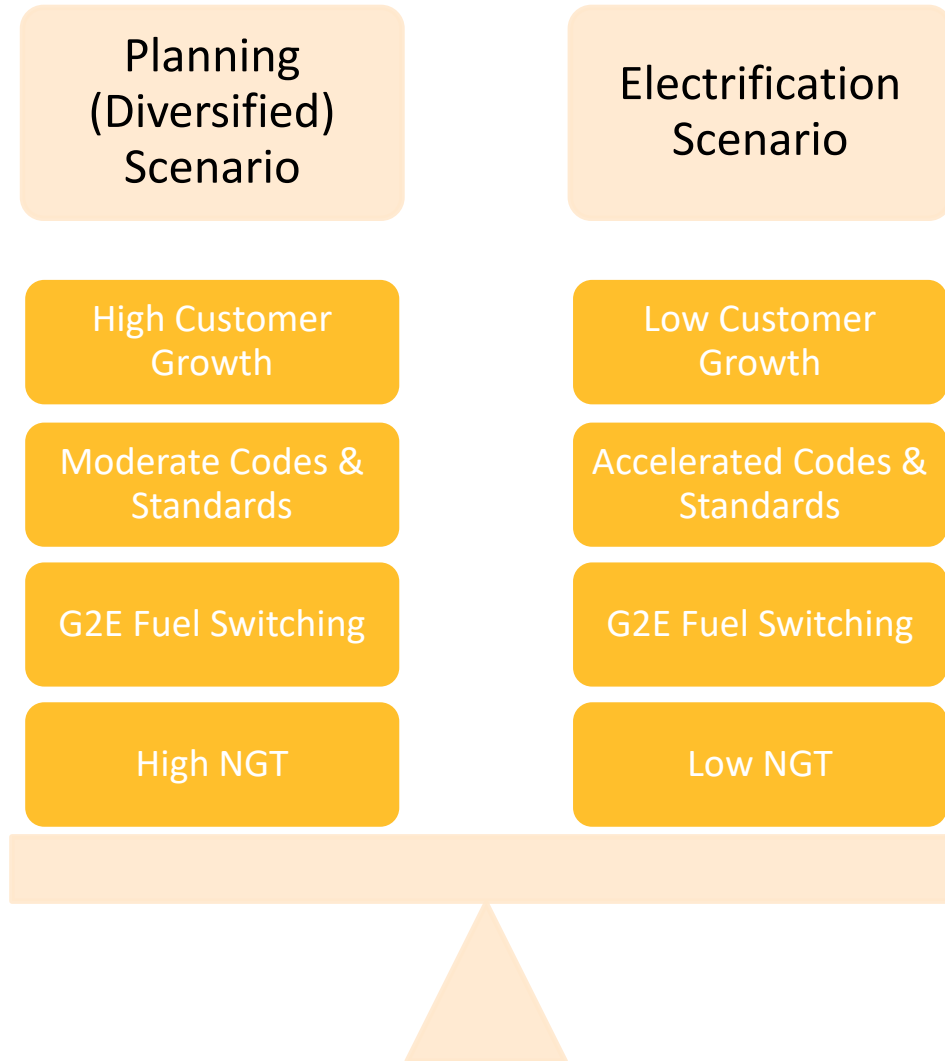 Planning
(Diversified)
Scenario
High Customer
Growth
Moderate Codes &
Standards
G2E Fuel Switching
High NGT
Electrification
Scenario
Low Customer
Growth
Accelerated Codes &
Standards
G2E Fuel Switching
Low NGT